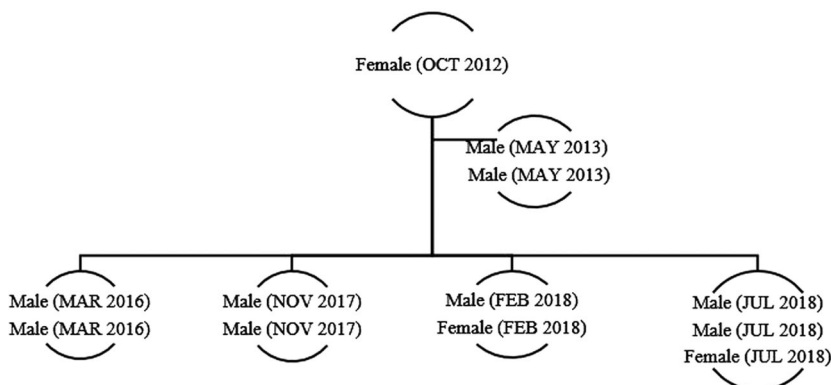 Female (OCT 2012)
Male (MAY 2013)
Male (MAY 2013)
Male (MAR 2016)
Male (MAR 2016)
Male (NOV 2017)
Male (NOV 2017)
Male (FEB 2018)
Female (FEB 2018)
Male (JUL 2018)
Male (JUL 2018)
Female (JUL 2018)